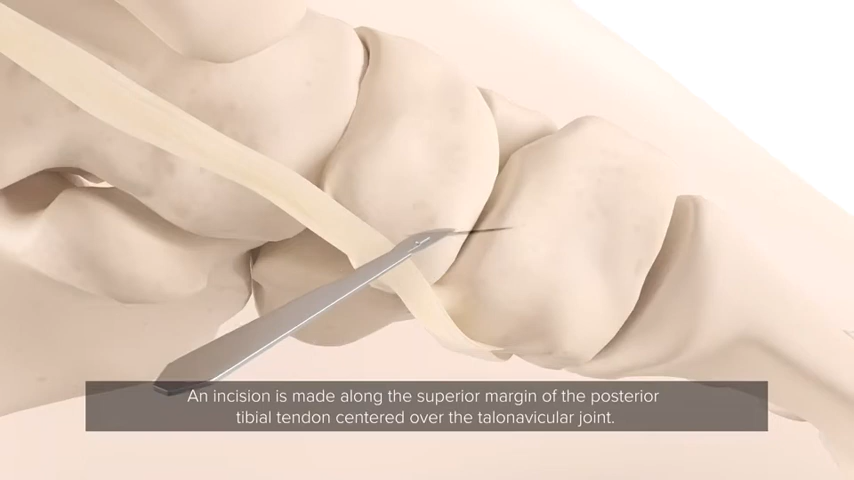 An incision is made along the superior margin of the posterior
tibial tendon centered over the talonavicular joint.